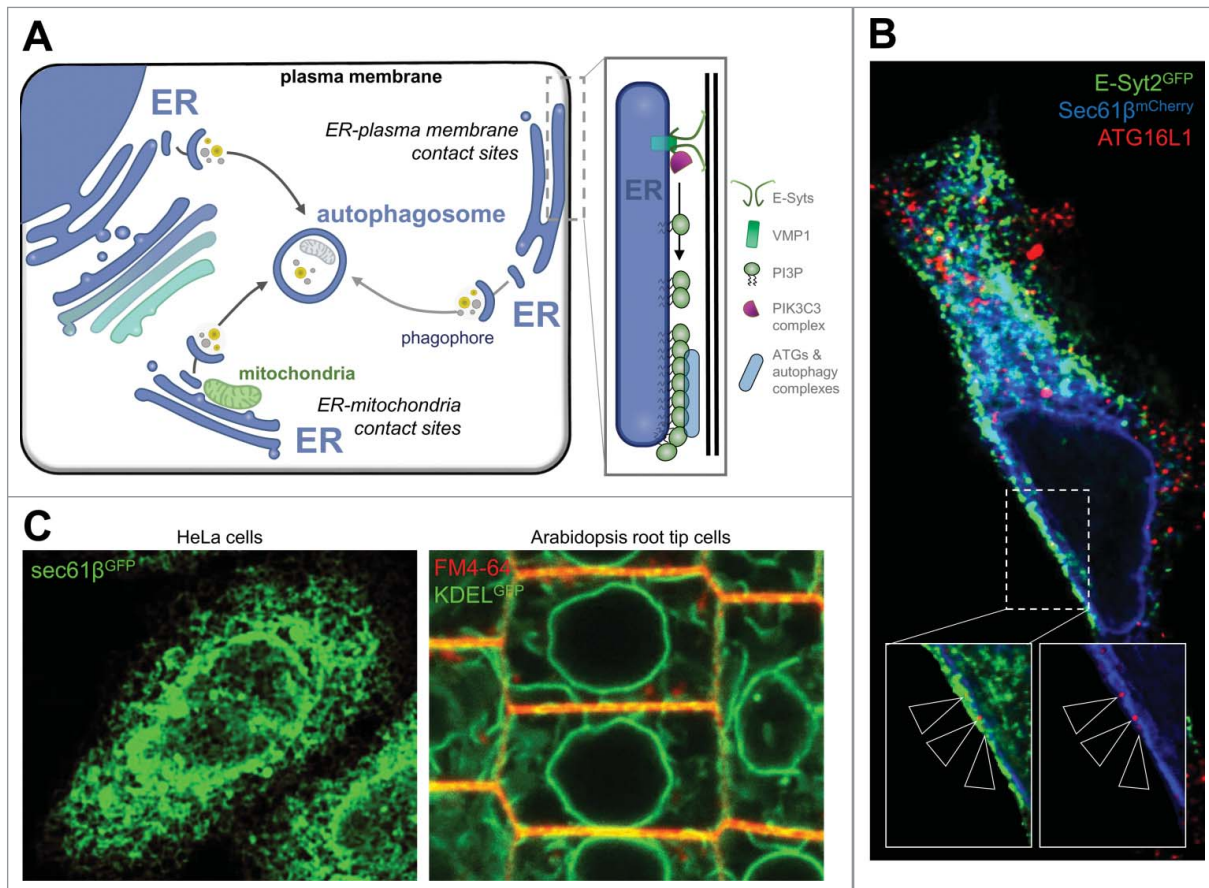 A
plasma membrane
ER
ER-plasma membrane
contact sites
autophagosome
ER
phagophore
mitochondria
ER-mitochondria
contact sites
ER
ER
E-Syts
VMP1
PI3P
PIK3C3
complex
ATGs &
autophagy
complexes
B
E-Syt2GFP
Sec61βmCherry
ATG16L1
C
HeLa cells
sec61βGFP
Arabidopsis root tip cells
FM4-64
KDELGFP